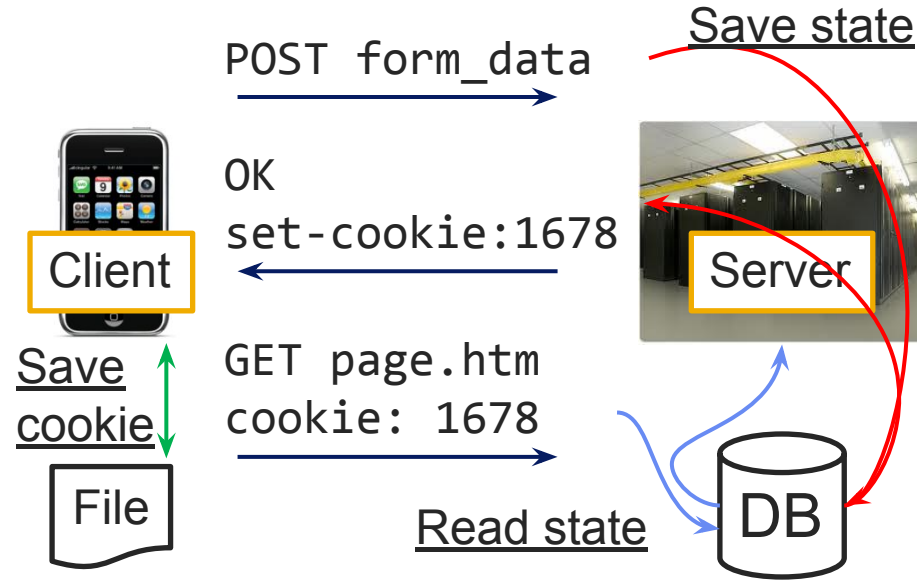 Save state
POST form_data
OK
set-cookie:1678
Client
Server
GET page.htm
cookie: 1678
Save
cookie
File
Read state
DB